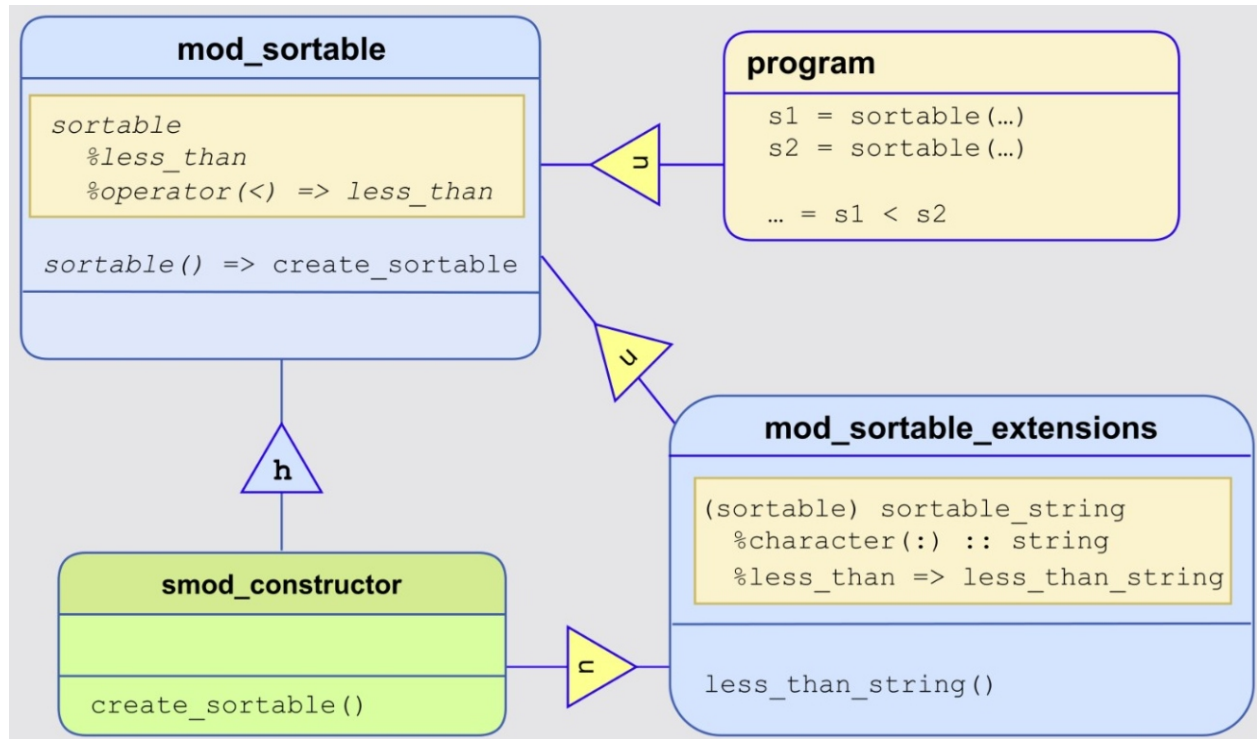 mod_sortable
sortable
%less_than
%operator(<) => less_than
sortable() => create_sortable
u
program
s1 = sortable(…)
s2 = sortable(…)
… = s1 < s2
u
h
mod_sortable_extensions
(sortable) sortable_string
%character(:) :: string
%less_than => less_than_string
less_than_string()
smod_constructor
create_sortable()
u